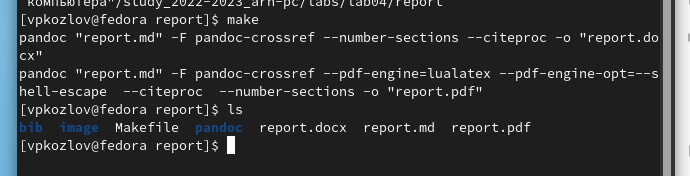 компьютера"/study_2022-2023_arh-pc/labs/lab04/report
[vpkozlov@fedora report]$ make
pandoc "report.md" -F pandoc-crossref --number-sections --citeproc -o "report.do
cx"
pandoc "report.md" -F pandoc-crossref --pdf-engine=lualatex --pdf-engine-opt=--s
hell-escape  --citeproc  --number-sections -o "report.pdf"
[vpkozlov@fedora report]$ ls
bib  image  Makefile  pandoc  report.docx  report.md  report.pdf
[vpkozlov@fedora report]$